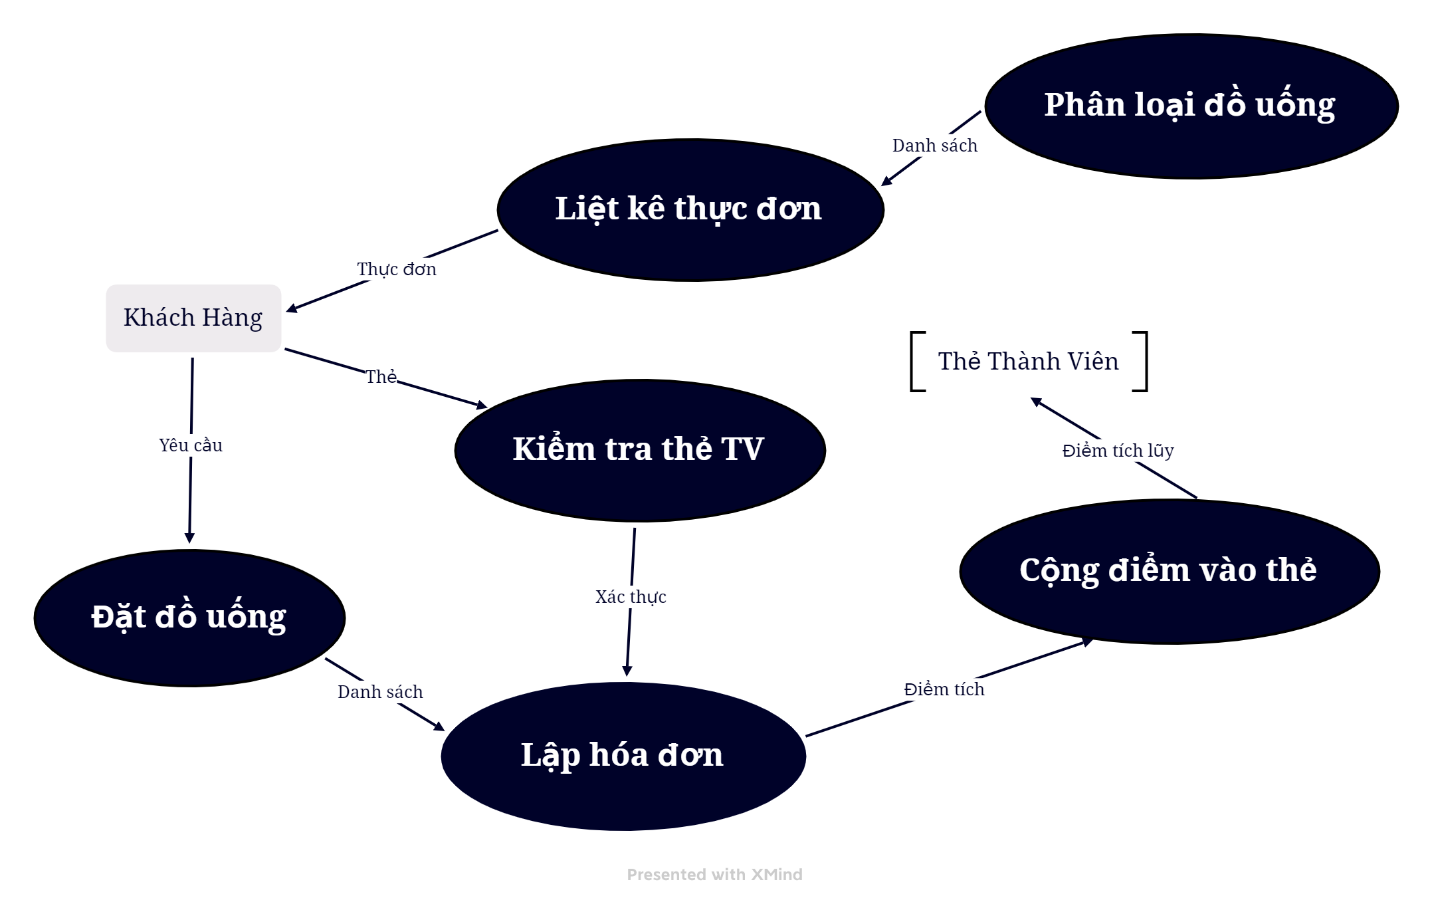 Phân loại đồ uống
Danh sách
Liệt kê thực đơn
Thực đơn
Khách Hàng
Thẻ Thành Viên
Thẻ
Yêu cầu
Kiểm tra thẻ TV
Điểm tích lũy
Xác thực
Cộng điểm vào thẻ
Đặt đồ uống
Danh sách
Điểm tích
Lập hóa đơn
Presented with XMind